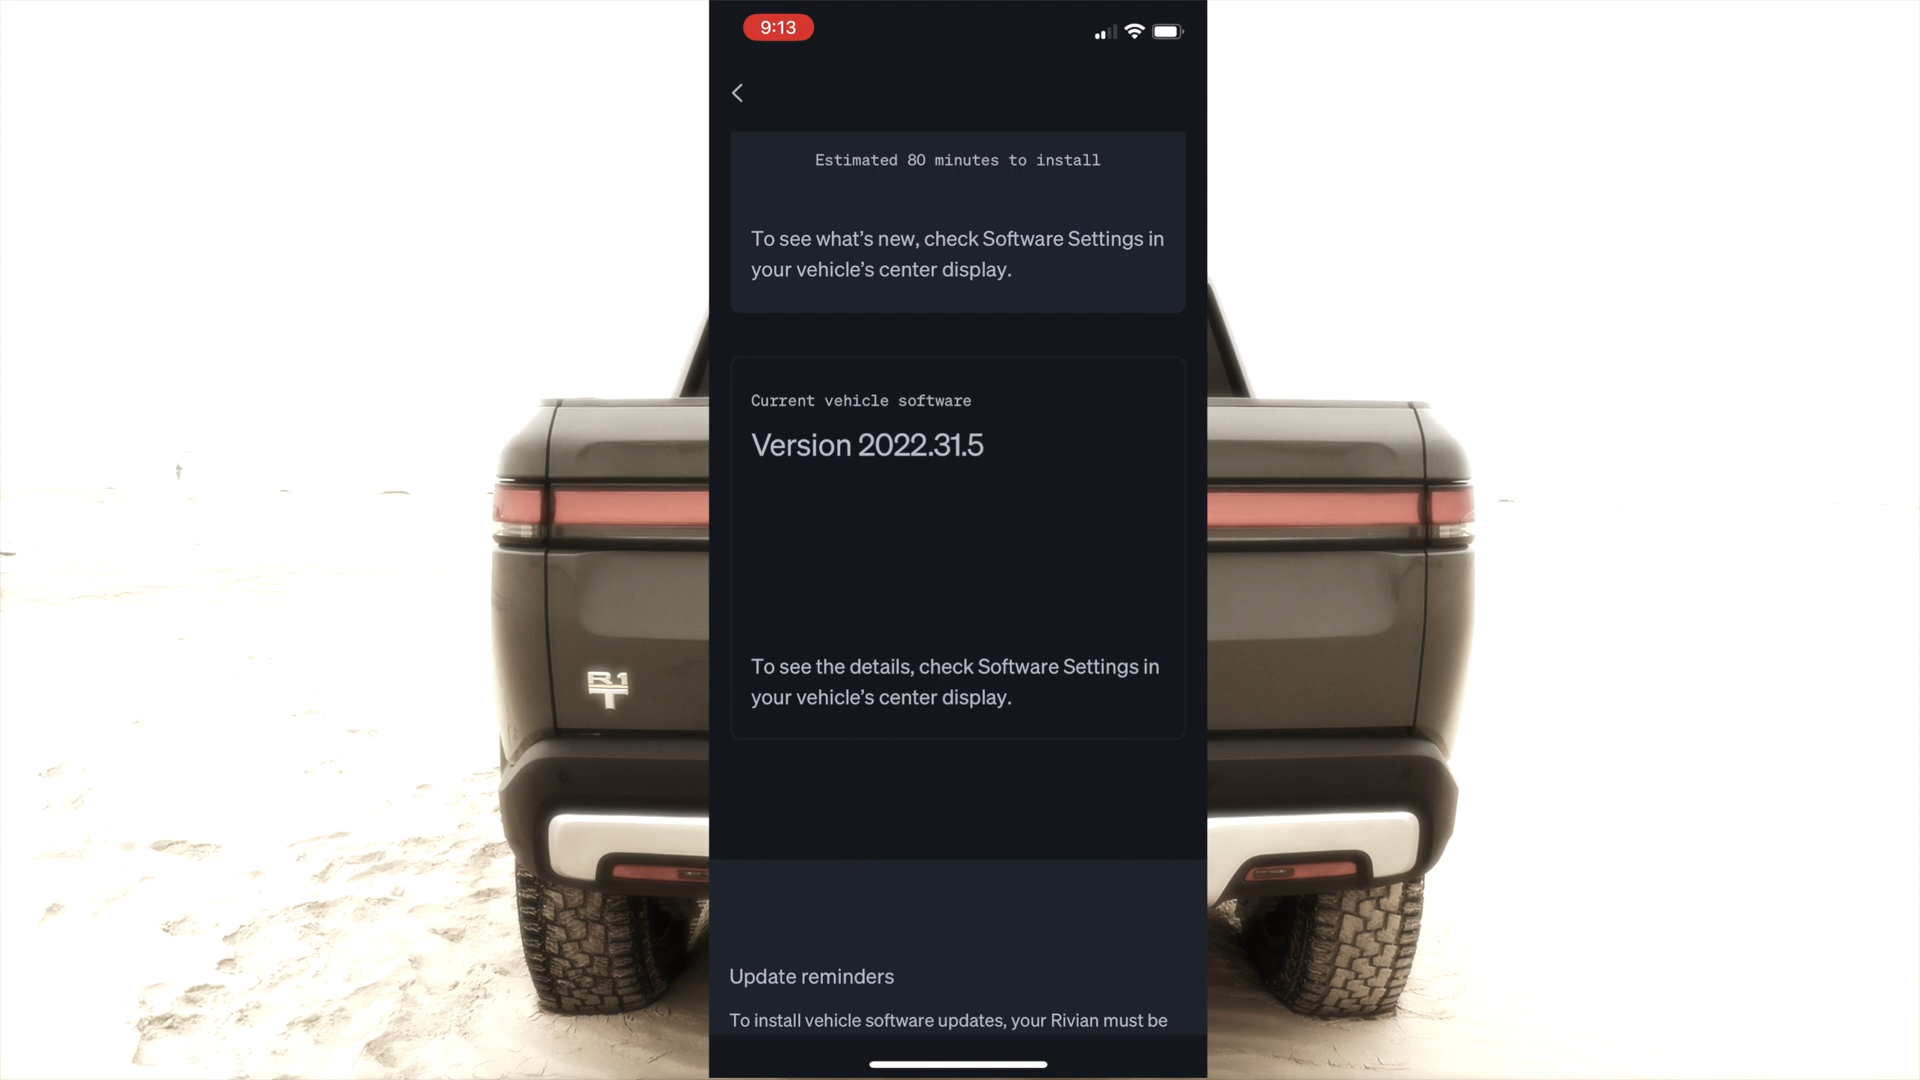 9:13
Estimated 80 minutes to install
To see what’s new, check Software Settings in
your vehicle’s center display.
Current vehicle software
Version 2022.31.5
To see the details, check Software Settings in
your vehicle’s center display.
R1
T
Update reminders
To install vehicle software updates, your Rivian must be